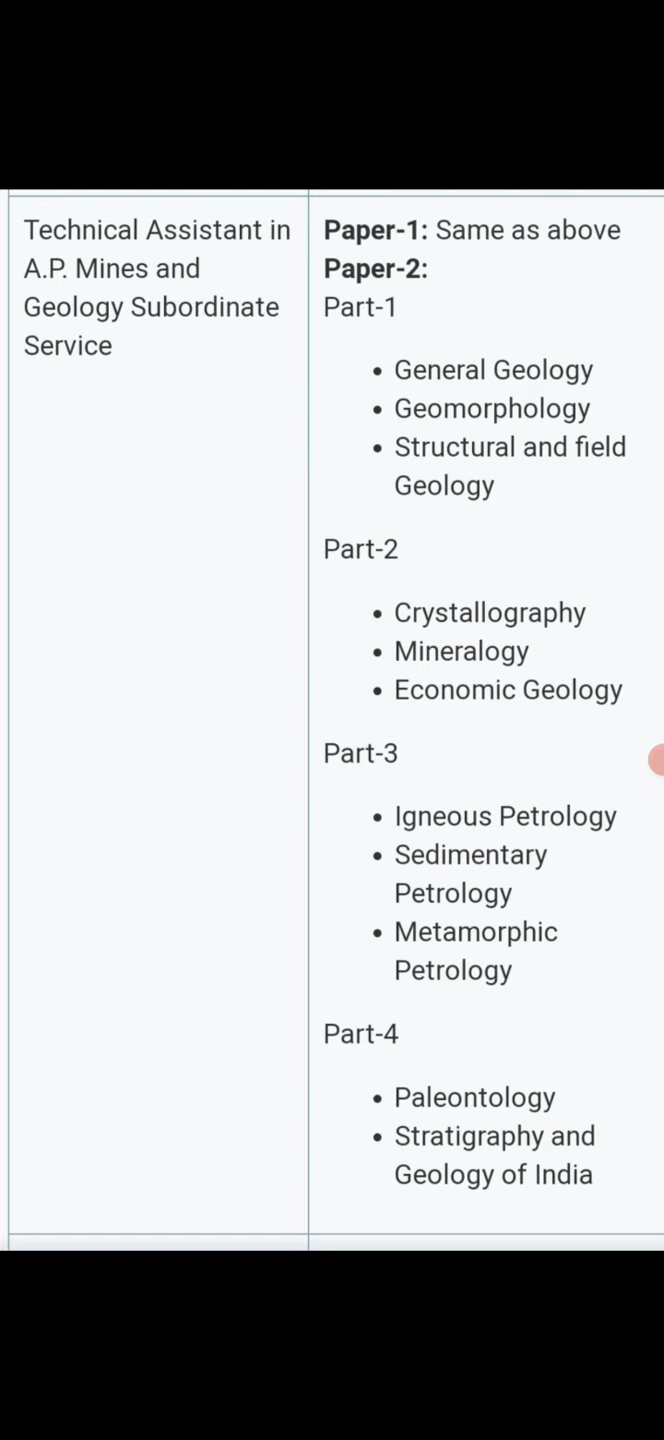 Technical Assistant in
A.P. Mines and
Geology Subordinate
Service
Paper-1: Same as above
Paper-2:
Part-1
• General Geology
• Geomorphology
• Structural and field
Geology
Part-2
• Crystallography
• Mineralogy
• Economic Geology
Part-3
• Igneous Petrology
• Sedimentary
Petrology
• Metamorphic
Petrology
Part-4
• Paleontology
• Stratigraphy and
Geology of India